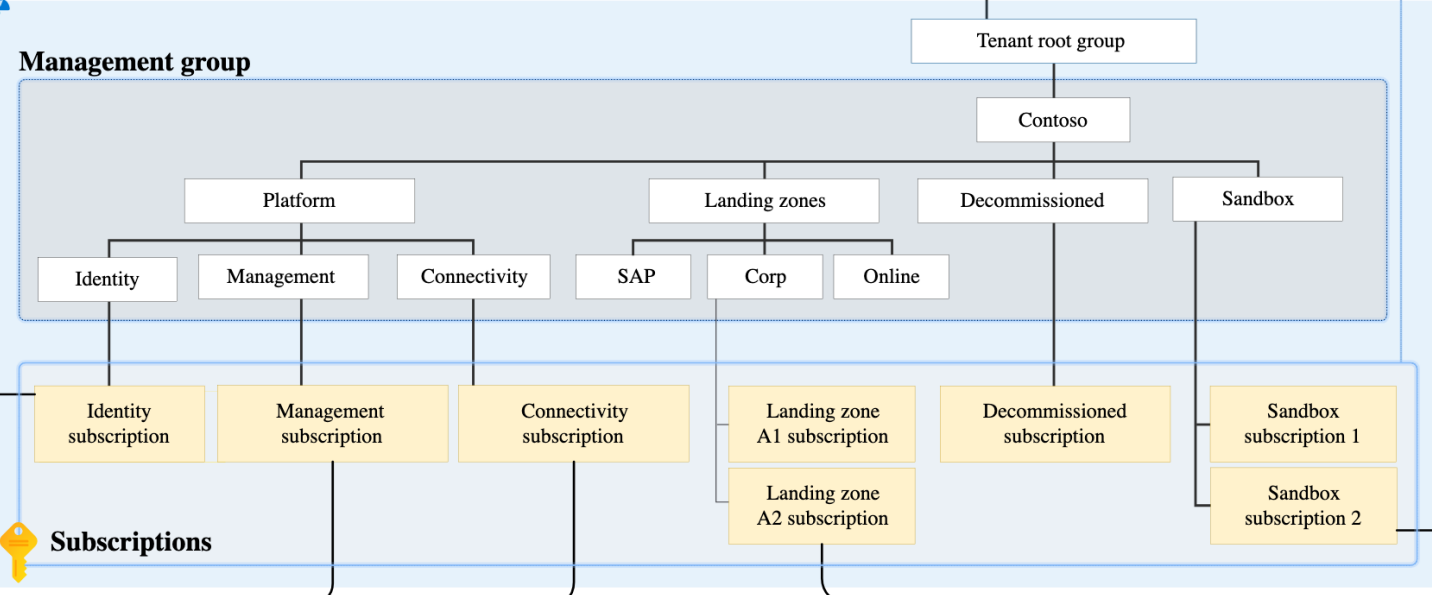 Tenant root group
Management group
Contoso
Platform
Landing zones
Decommissioned
Sandbox
Identity
Management
Connectivity
SAP
Corp
Online
Identity
subscription
Management
subscription
Connectivity
subscription
Landing zone
A1 subscription
Decommissioned
subscription
Sandbox
subscription 1
Landing zone
A2 subscription
Sandbox
subscription 2
Subscriptions